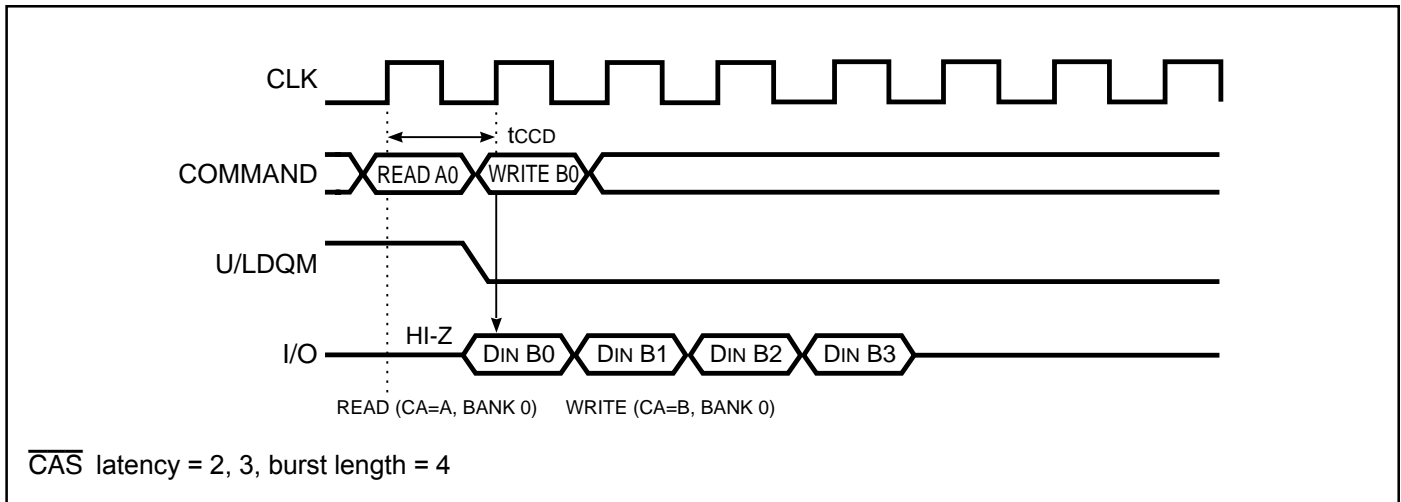 CLK
tCCD
COMMAND READ A0 WRITE B0
U/LDQM
HI-Z
I/O DIN B0 DIN B1 DIN B2 DIN B3
READ (CA=A, BANK 0) WRITE (CA=B, BANK 0)
CAS latency = 2, 3, burst length = 4